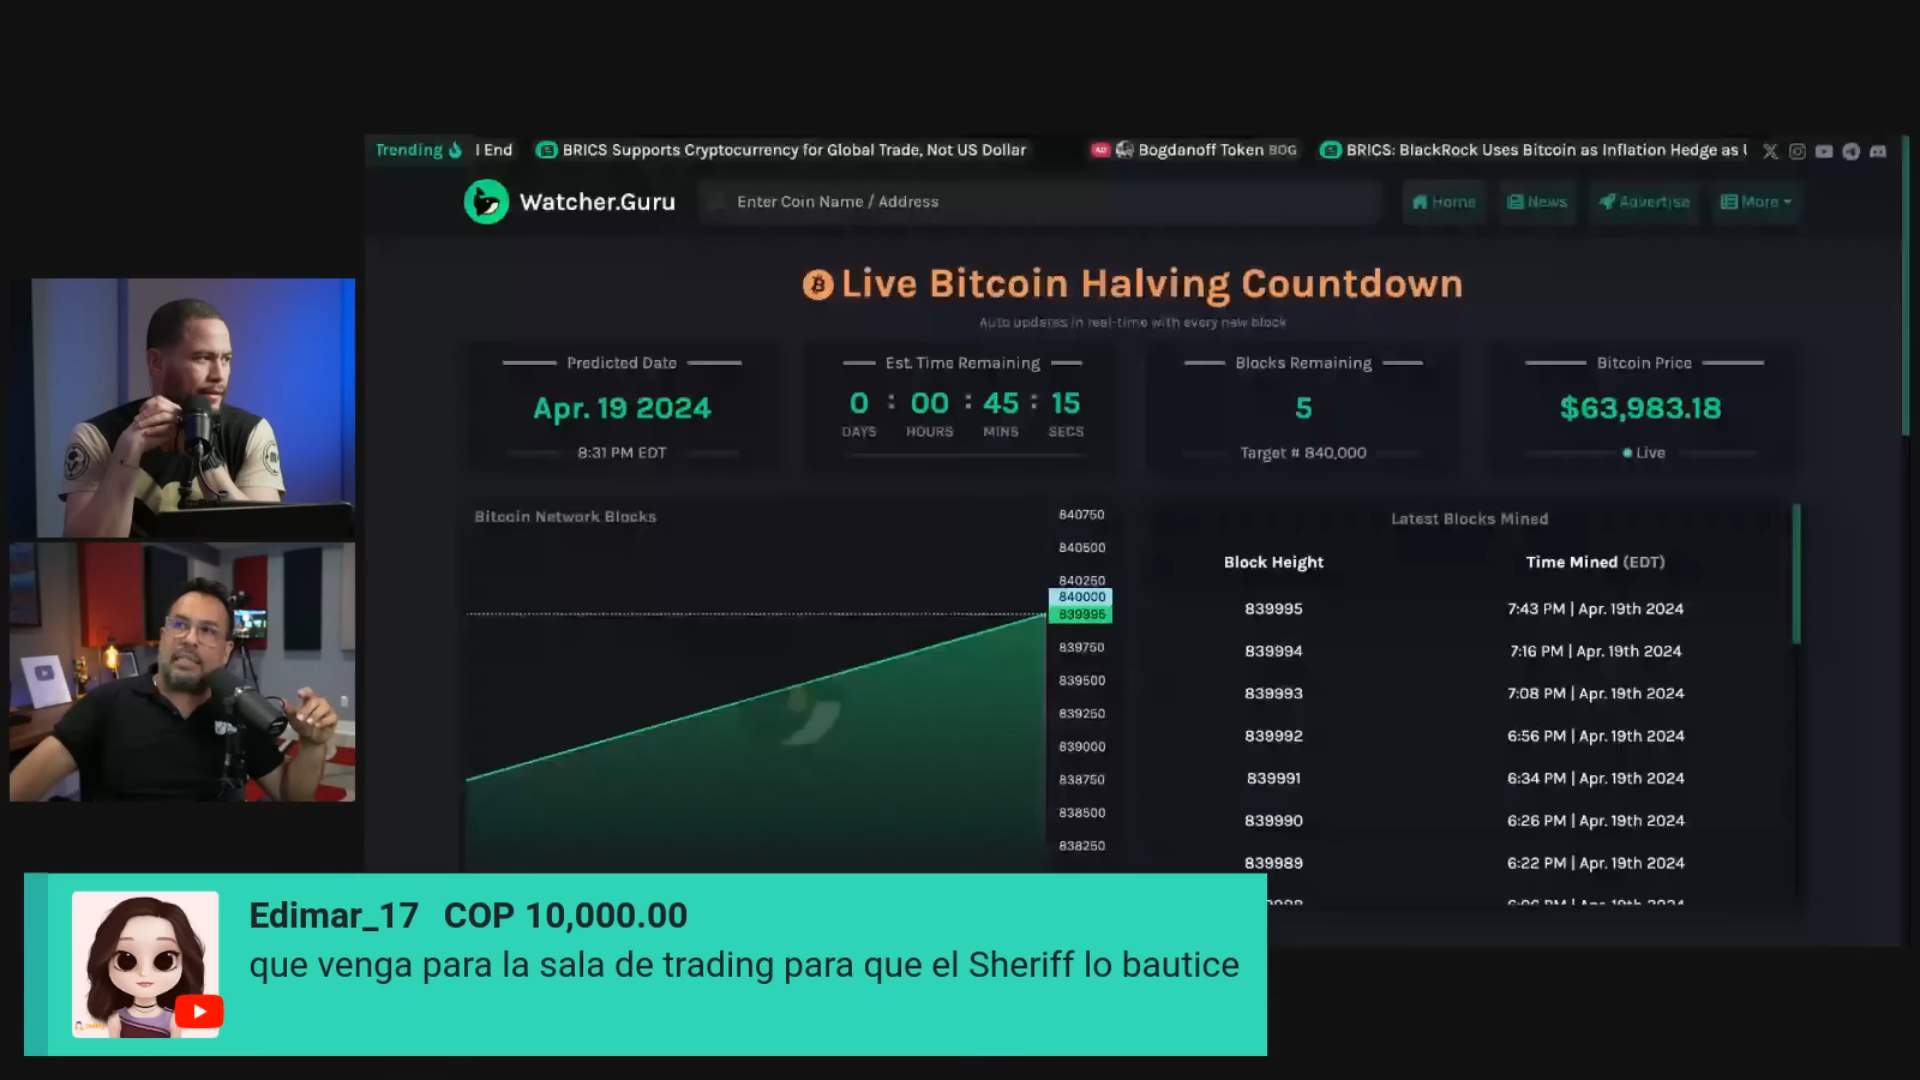 Trending
l End
BRICS Supports Cryptocurrency for Global Trade, Not US Dollar
AD
Bogdanoff Token BOG
BRICS: BlackRock Uses Bitcoin as Inflation Hedge as
Watcher.Guru
Enter Coin Name / Address
Home
News
Advertise
More
Live Bitcoin Halving Countdown
Auto updates in real-time with every new block
Predicted Date
Apr. 19 2024
8:31 PM EDT
Est. Time Remaining
0 : 00 : 45 : 15
DAYS HOURS MINS SECS
Blocks Remaining
5
Target # 840,000
Bitcoin Price
$63,983.18
Live
Bitcoin Network Blocks
840750
840500
840250
840000
839995
839750
839500
839250
839000
838750
838500
838250
Latest Blocks Mined
Block Height Time Mined (EDT)
839995 7:43 PM | Apr. 19th 2024
839994 7:16 PM | Apr. 19th 2024
839993 7:08 PM | Apr. 19th 2024
839992 6:56 PM | Apr. 19th 2024
839991 6:34 PM | Apr. 19th 2024
839990 6:26 PM | Apr. 19th 2024
839989 6:22 PM | Apr. 19th 2024
Edimar_17 COP 10,000.00
que venga para la sala de trading para que el Sheriff lo bautice